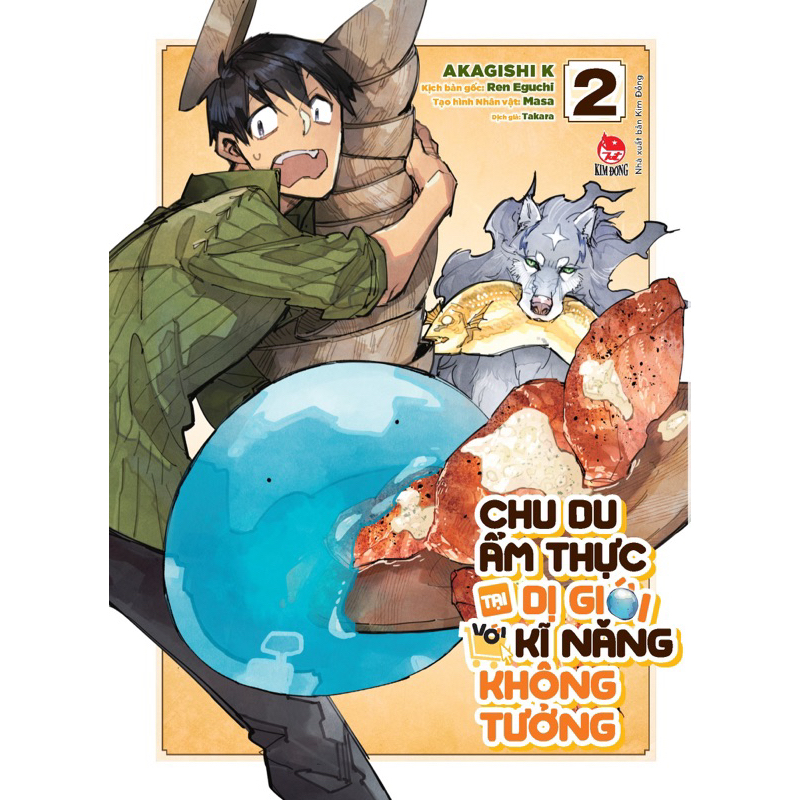 AKAGISHI K
Kịch bản gốc: Ren Eguchi
Tạo hình Nhân vật: Masa
Dịch giả: Takara
2
KIM ĐỒNG
Nhà xuất bản Kim Đồng
CHU DU
ẨM THỰC
TẠI DỊ GIỚI
VỚI KĨ NĂNG
KHÔNG
TƯỞNG